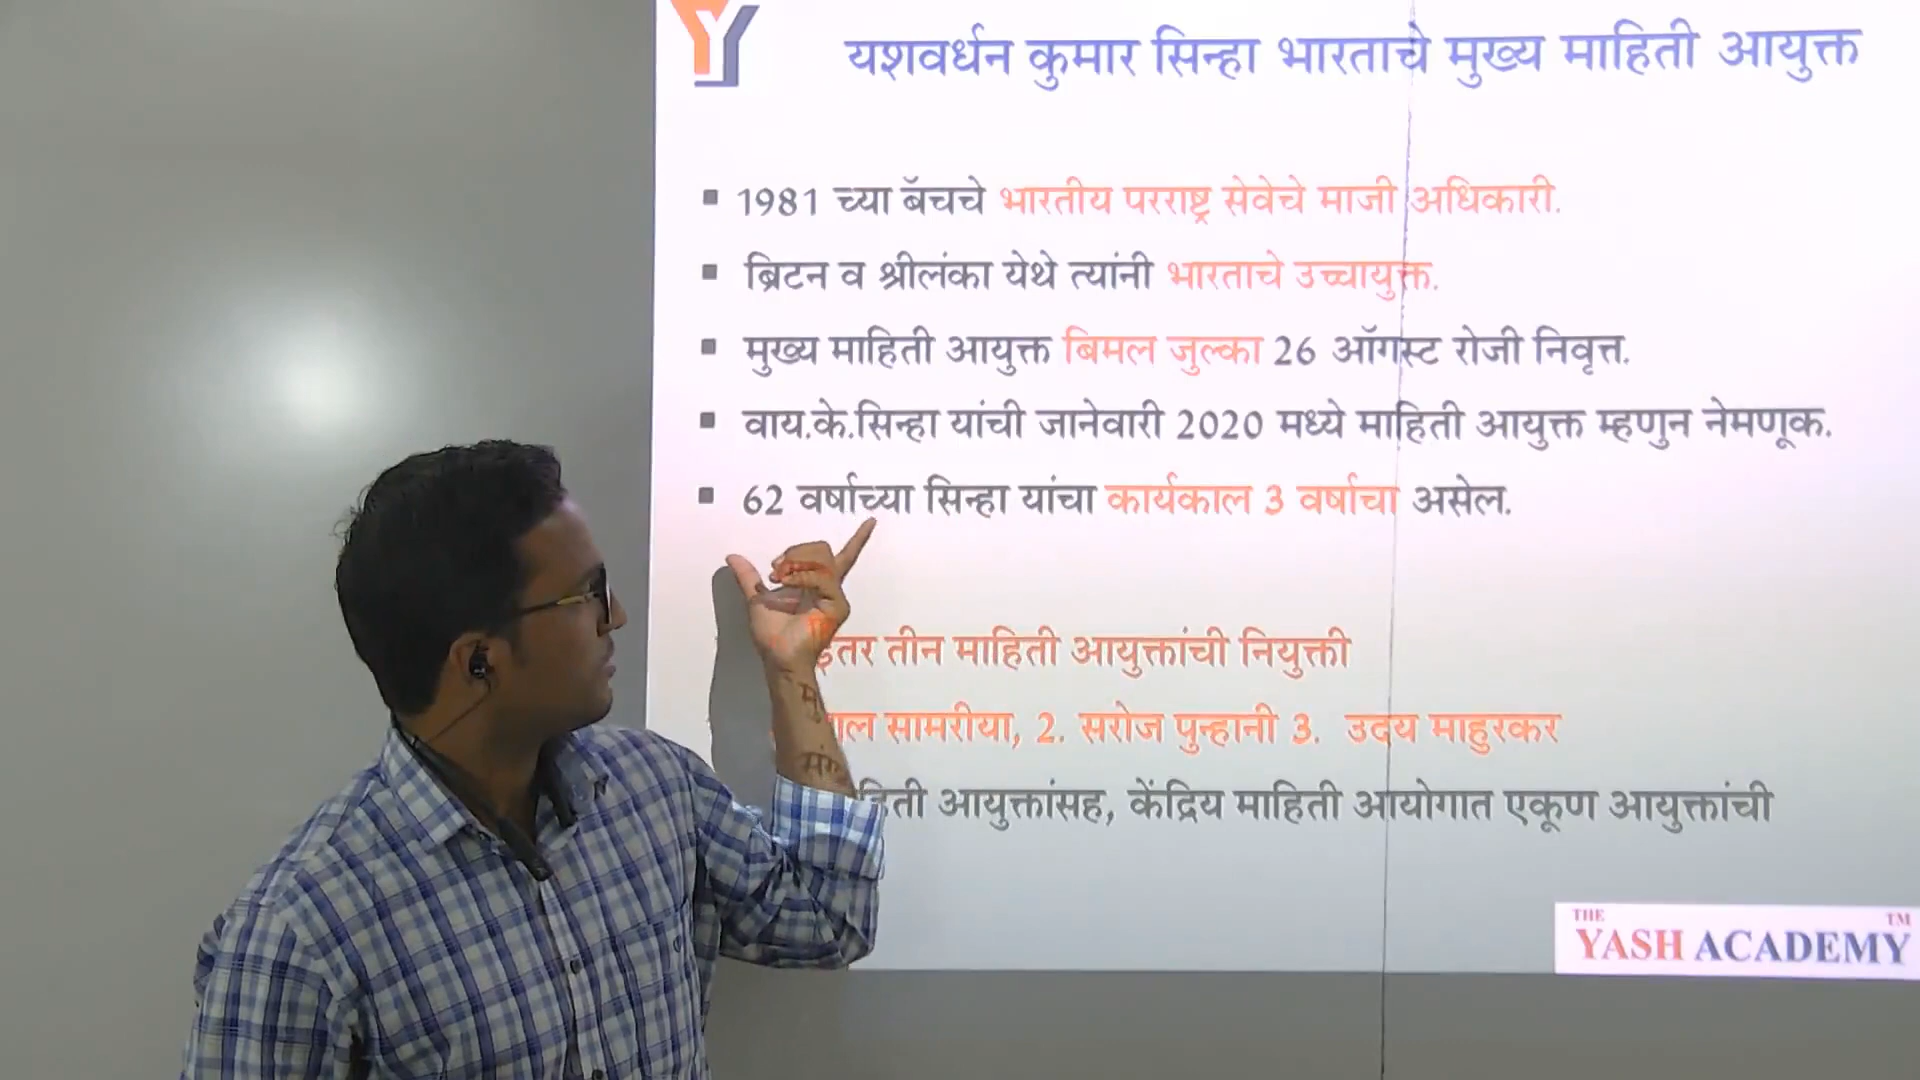 यशवर्धन कुमार सिन्हा भारताचे मुख्य माहिती आयुक्त
▪ 1981 च्या बॅचचे भारतीय परराष्ट्र सेवेचे माजी अधिकारी.
▪ ब्रिटन व श्रीलंका येथे त्यांनी भारताचे उच्चायुक्त.
▪ मुख्य माहिती आयुक्त बिमल जुल्का 26 ऑगस्ट रोजी निवृत्त.
▪ वाय.के.सिन्हा यांची जानेवारी 2020 मध्ये माहिती आयुक्त म्हणुन नेमणूक.
▪ 62 वर्षाच्या सिन्हा यांचा कार्यकाल 3 वर्षाचा असेल.
इतर तीन माहिती आयुक्तांची नियुक्ती
सामरीया, 2. सरोज पुन्हानी 3. उदय माहुरकर
आयुक्तांसह, केंद्रिय माहिती आयोगात एकूण आयुक्तांची
THE YASH ACADEMY TM